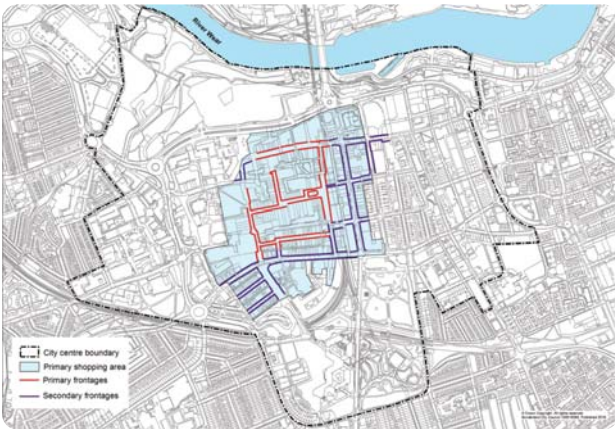 River Wear
City centre boundary
Primary shopping area
Primary frontages
Secondary frontages